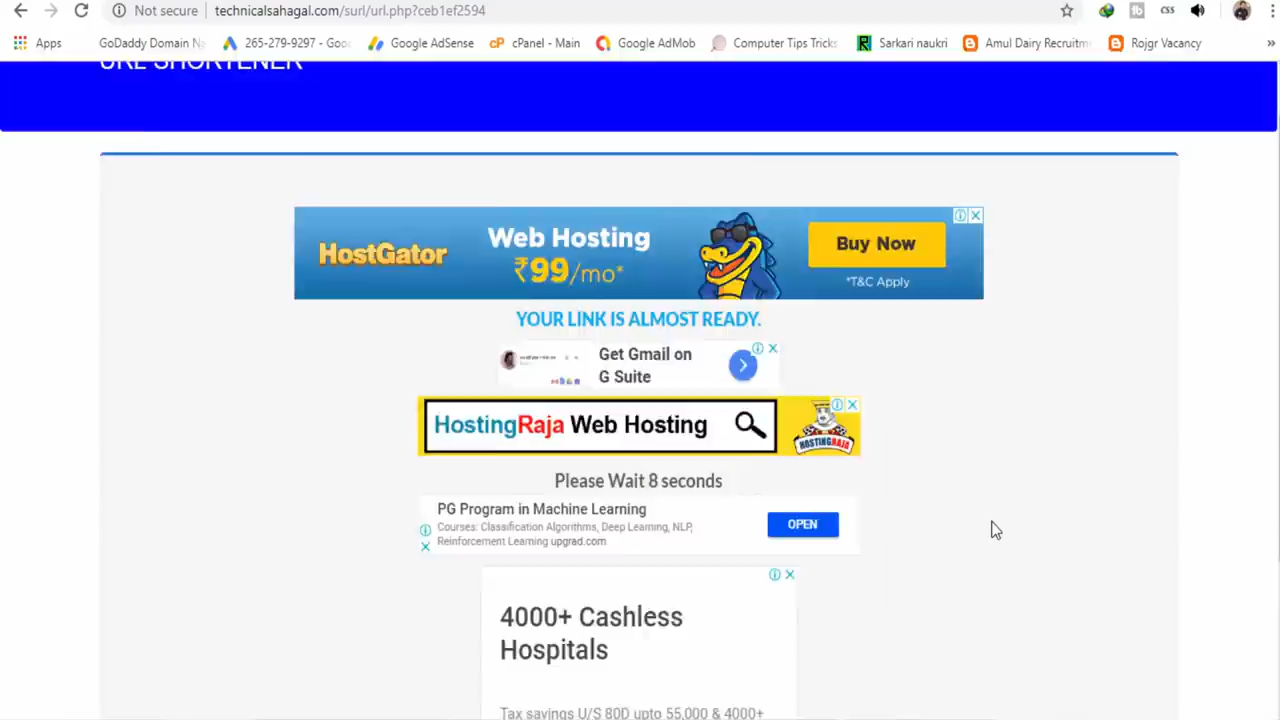 Not secure
technicalsahagal.com/surl/url.php?ceb1ef2594
Apps
GoDaddy Domain N
265-279-9297 - Goo
Google AdSense
cPanel - Main
Google AdMob
Computer Tips Tricks
Sarkari naukri
Amul Dairy Recruitm
Rojgr Vacancy
»
URL SHORTENER
HostGator
Web Hosting
₹99/mo*
Buy Now
*T&C Apply
YOUR LINK IS ALMOST READY.
Get Gmail on
G Suite
HostingRaja Web Hosting
HOSTINGRAJA
Please Wait 8 seconds
PG Program in Machine Learning
Courses: Classification Algorithms, Deep Learning, NLP,
Reinforcement Learning upgrad.com
OPEN
4000+ Cashless
Hospitals
Tax savings U/S 80D upto 55,000 & 4000+